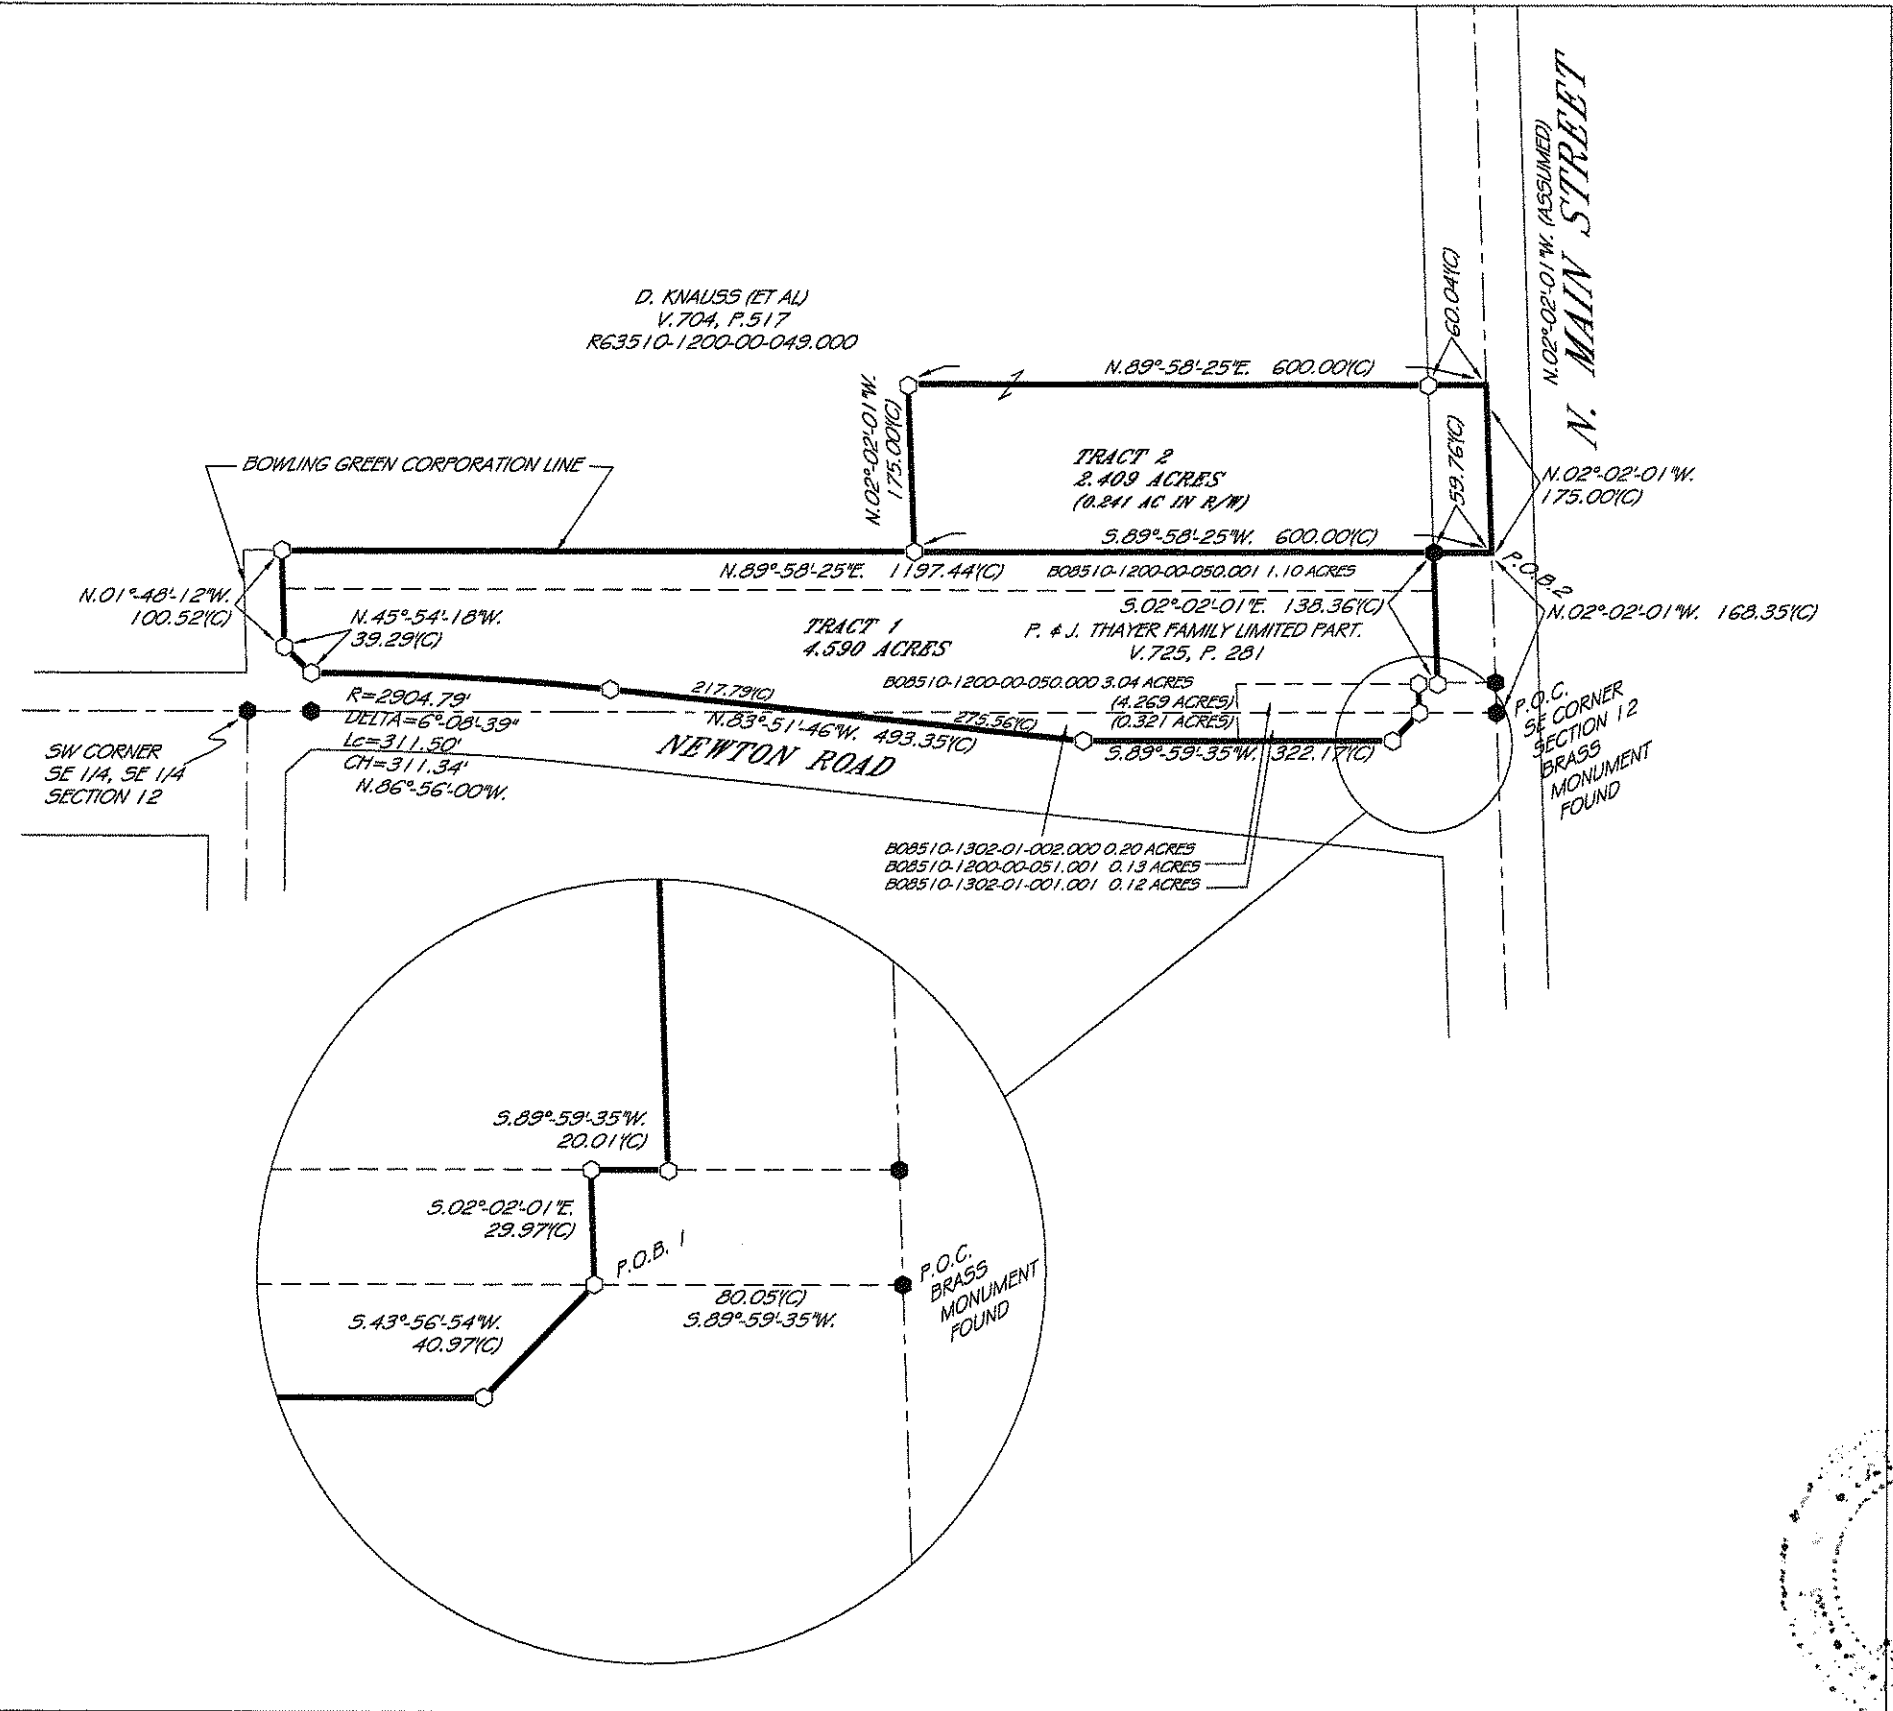 N.02°-02'-01"W. (ASSUMED)
N. MAIN STREET
60.04'(C)
D. KNAUSS (ET AL)
V.704, P.517
R63510-1200-00-049.000
N.89°-58'-25"E. 600.00'(C)
N.02°-02'-01"W.
175.00'(C)
59.76'(C)
TRACT 2
2.409 ACRES
(0.241 AC IN R/W)
N.02°-02'-01"W.
175.00'(C)
BOWLING GREEN CORPORATION LINE
S.89°-58'-25"W. 600.00'(C)
P.O.B. 2
N.89°-58'-25"E. 1197.44'(C)
B08510-1200-00-050.001 1.10 ACRES
N.01°-48'-12"W.
100.52'(C)
N.45°-54'-18"W.
39.29'(C)
S.02°-02'-01"E. 138.36'(C)
N.02°-02'-01"W. 168.35'(C)
TRACT 1
4.590 ACRES
P. & J. THAYER FAMILY LIMITED PART.
V.725, P. 281
B08510-1200-00-050.000 3.04 ACRES
(4.269 ACRES)
(0.321 ACRES)
217.79'(C)
275.56'(C)
N.83°-51'-46"W. 493.35'(C)
S.89°-59'-35"W. 322.17'(C)
R=2904.79'
DELTA=6°-08'-39"
Lc=311.50'
CH=311.34'
N.86°-56'-00"W.
NEWTON ROAD
SW CORNER
SE 1/4, SE 1/4
SECTION 12
P.O.C.
SE CORNER
SECTION 12
BRASS
MONUMENT
FOUND
B08510-1302-01-002.000 0.20 ACRES
B08510-1200-00-051.001 0.13 ACRES
B08510-1302-01-001.001 0.12 ACRES
S.89°-59'-35"W.
20.01'(C)
S.02°-02'-01"E.
29.97'(C)
P.O.B. 1
80.05'(C)
S.89°-59'-35"W.
P.O.C.
BRASS
MONUMENT
FOUND
S.43°-56'-54"W.
40.97'(C)